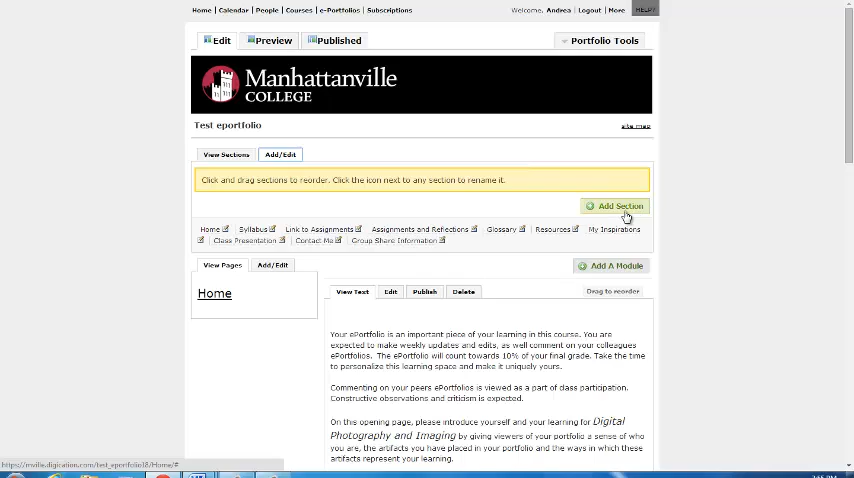 Home | Calendar | People | Courses | e-Portfolios | Subscriptions
Welcome, Andrea | Logout | More
HELP?
Edit
Preview
Published
Portfolio Tools
Manhattanville
COLLEGE
Test eportfolio
site map
View Sections
Add/Edit
Click and drag sections to reorder. Click the icon next to any section to rename it.
Add Section
Home Syllabus Link to Assignments Assignments and Reflections Glossary Resources My Inspirations
Class Presentation Contact Me Group Share Information
View Pages
Add/Edit
Add A Module
Home
View Text
Edit
Publish
Delete
Drag to reorder
Your ePortfolio is an important piece of your learning in this course. You are
expected to make weekly updates and edits, as well comment on your colleagues
ePortfolios. The ePortfolio will count towards 10% of your final grade. Take the time
to personalize this learning space and make it uniquely yours.
Commenting on your peers ePortfolios is viewed as a part of class participation.
Constructive observations and criticism is expected.
On this opening page, please introduce yourself and your learning for Digital
Photography and Imaging by giving viewers of your portfolio a sense of who
you are, the artifacts you have placed in your portfolio and the ways in which these
artifacts represent your learning.
https://mville.digication.com/test_eportfolio18/Home/#